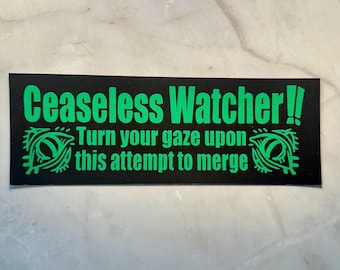 Ceaseless Watcher!!
Turn your gaze upon
this attempt to merge